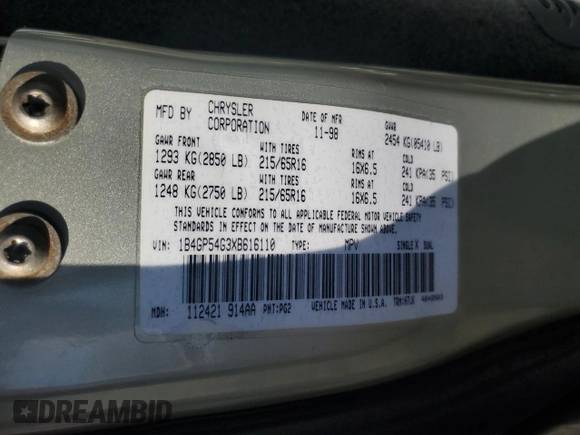 MFD BY CHRYSLER CORPORATION DATE OF MFR 11-98 GVWR 2454 KG(05410 LB)
GAWR FRONT WITH TIRES RIMS AT COLD
1293 KG(2850 LB) 215/65R16 16X6.5 241 KPA(35 PSI)
GAWR REAR WITH TIRES RIMS AT COLD
1248 KG(2750 LB) 215/65R16 16X6.5 241 KPA(35 PSI)
THIS VEHICLE CONFORMS TO ALL APPLICABLE FEDERAL MOTOR VEHICLE SAFETY
STANDARDS IN EFFECT ON THE DATE OF MANUFACTURE SHOWN ABOVE.
VIN: 1B4GP54G3XB616110 TYPE: MPV SINGLE X DUAL
MDH: 112421 914AA PNT:PG2 VEHICLE MADE IN U.S.A. TRM:
DREAMBID